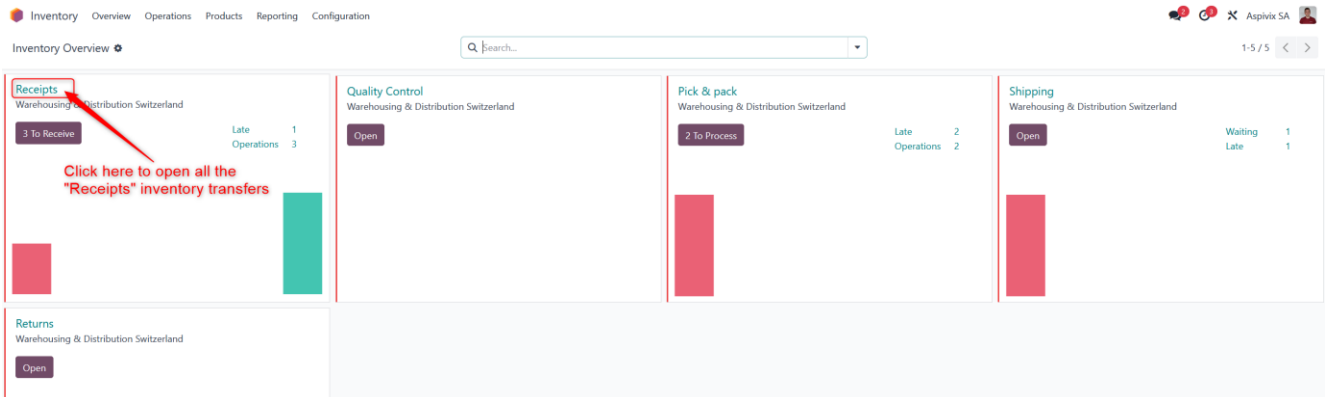 Inventory Overview Operations Products Reporting Configuration 2 3 Aspivix SA
Inventory Overview Search... 1-5 / 5
Receipts
Warehousing & Distribution Switzerland
3 To Receive
Late 1
Operations 3
Click here to open all the
"Receipts" inventory transfers
Quality Control
Warehousing & Distribution Switzerland
Open
Pick & pack
Warehousing & Distribution Switzerland
2 To Process
Late 2
Operations 2
Shipping
Warehousing & Distribution Switzerland
Open
Waiting 1
Late 1
Returns
Warehousing & Distribution Switzerland
Open